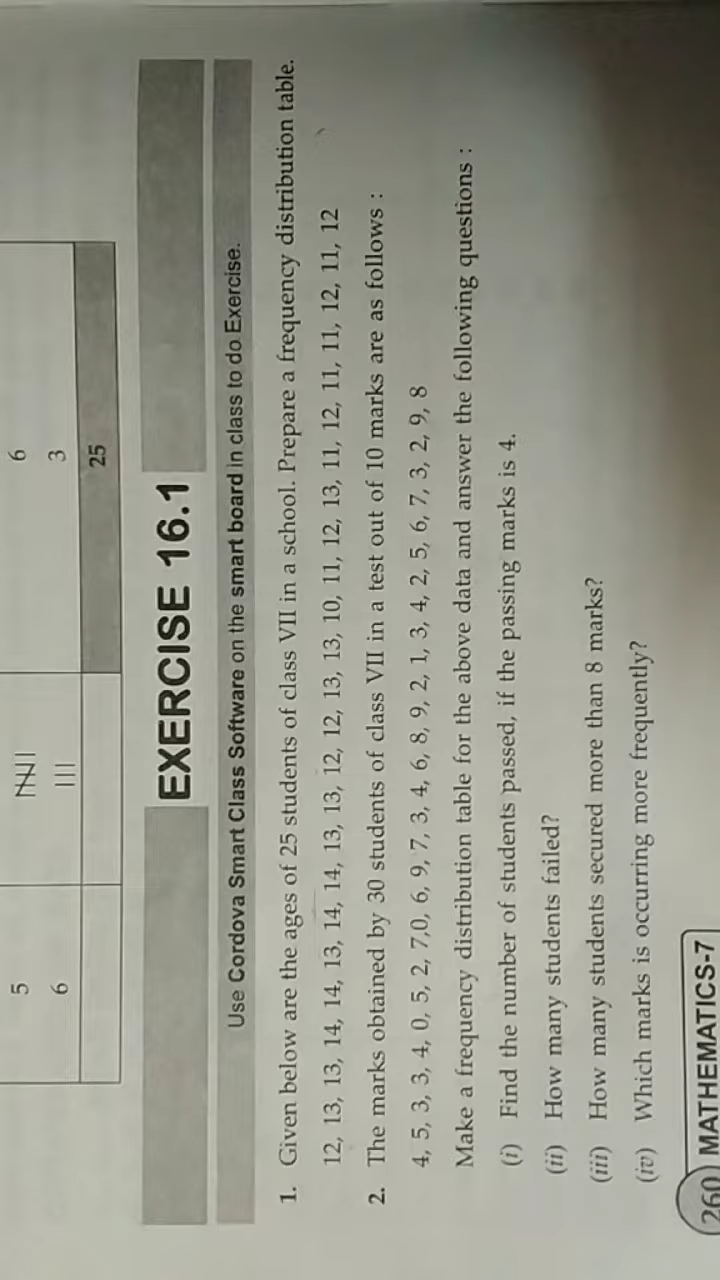 5 6
6 3
25
EXERCISE 16.1
Use Cordova Smart Class Software on the smart board in class to do Exercise.
1. Given below are the ages of 25 students of class VII in a school. Prepare a frequency distribution table.
12, 13, 13, 14, 14, 13, 14, 14, 13, 13, 12, 12, 13, 13, 10, 11, 12, 13, 11, 12, 11, 11, 12, 11, 12
2. The marks obtained by 30 students of class VII in a test out of 10 marks are as follows :
4, 5, 3, 3, 4, 0, 5, 2, 7,0, 6, 9, 7, 3, 4, 6, 8, 9, 2, 1, 3, 4, 2, 5, 6, 7, 3, 2, 9, 8
Make a frequency distribution table for the above data and answer the following questions :
(i) Find the number of students passed, if the passing marks is 4.
(ii) How many students failed?
(iii) How many students secured more than 8 marks?
(iv) Which marks is occurring more frequently?
260 MATHEMATICS-7